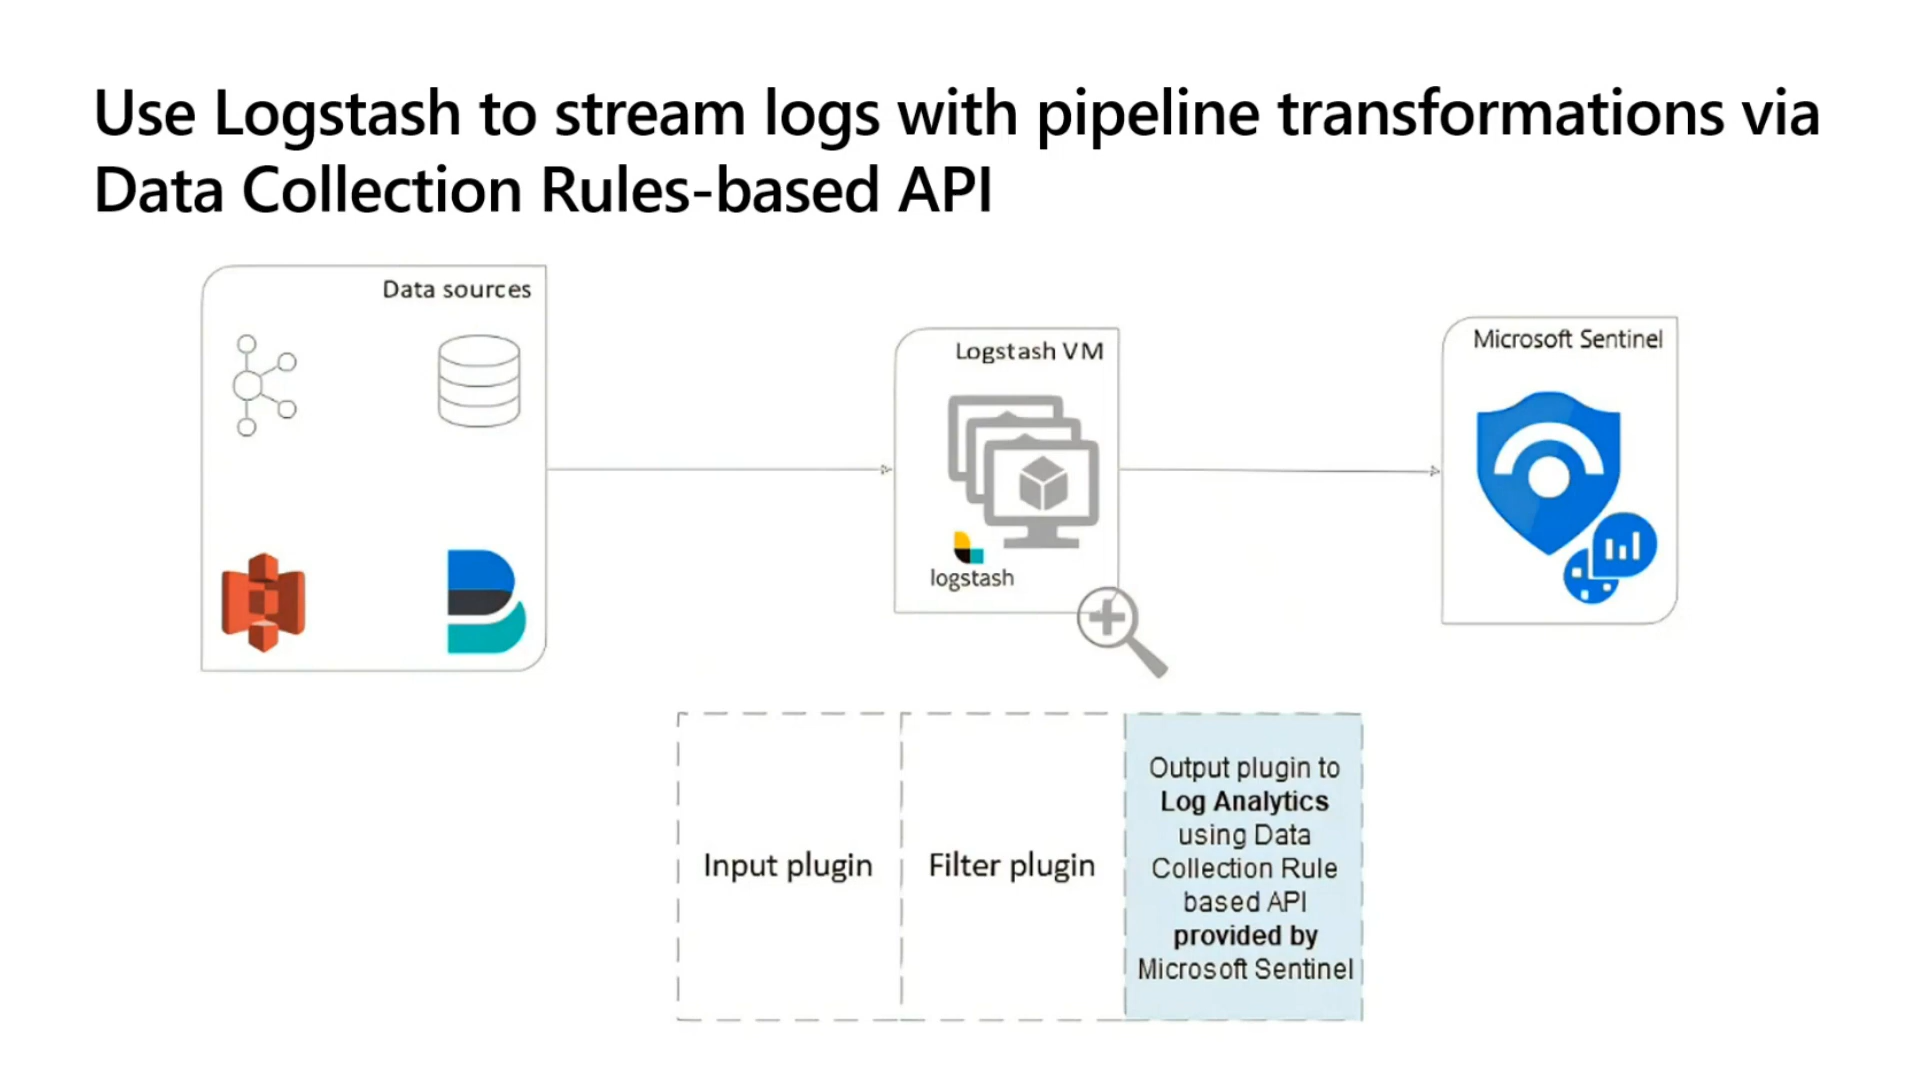 Use Logstash to stream logs with pipeline transformations via
Data Collection Rules-based API
Data sources
Logstash VM
logstash
Microsoft Sentinel
Input plugin
Filter plugin
Output plugin to
Log Analytics
using Data
Collection Rule
based API
provided by
Microsoft Sentinel